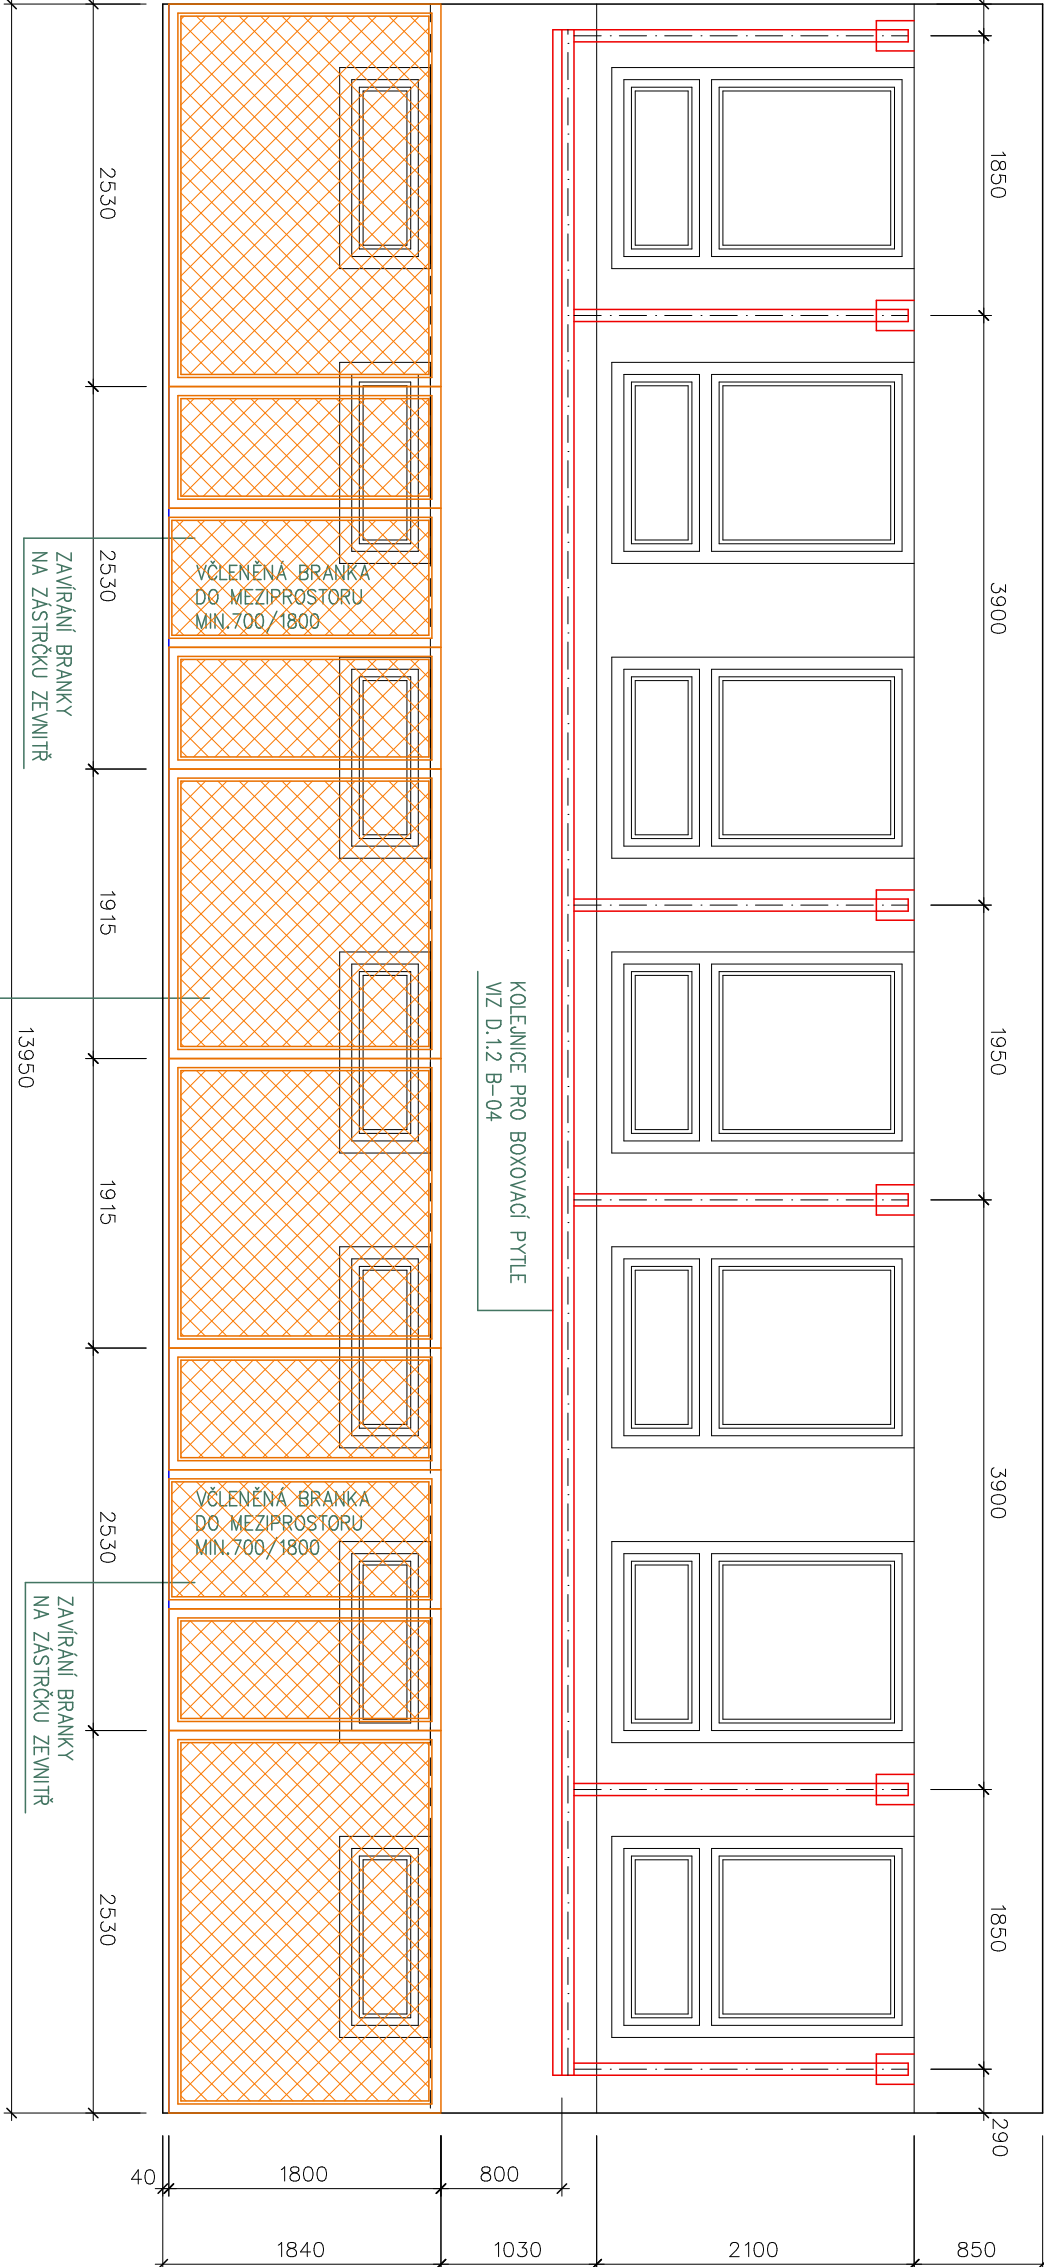 1850
3900
1950
3900
1850
290
KOLEJNICE PRO BOXOVACÍ PYTLE
VIZ D.1.2 B-04
VČLENĚNÁ BRANKA
DO MEZIPROSTORU
MIN.700/1800
VČLENĚNÁ BRANKA
DO MEZIPROSTORU
MIN.700/1800
2530
2530
1915
1915
2530
2530
ZAVÍRÁNÍ BRANKY
NA ZÁSTRČKU ZEVNITŘ
ZAVÍRÁNÍ BRANKY
NA ZÁSTRČKU ZEVNITŘ
13950
40
1800
800
1840
1030
2100
850